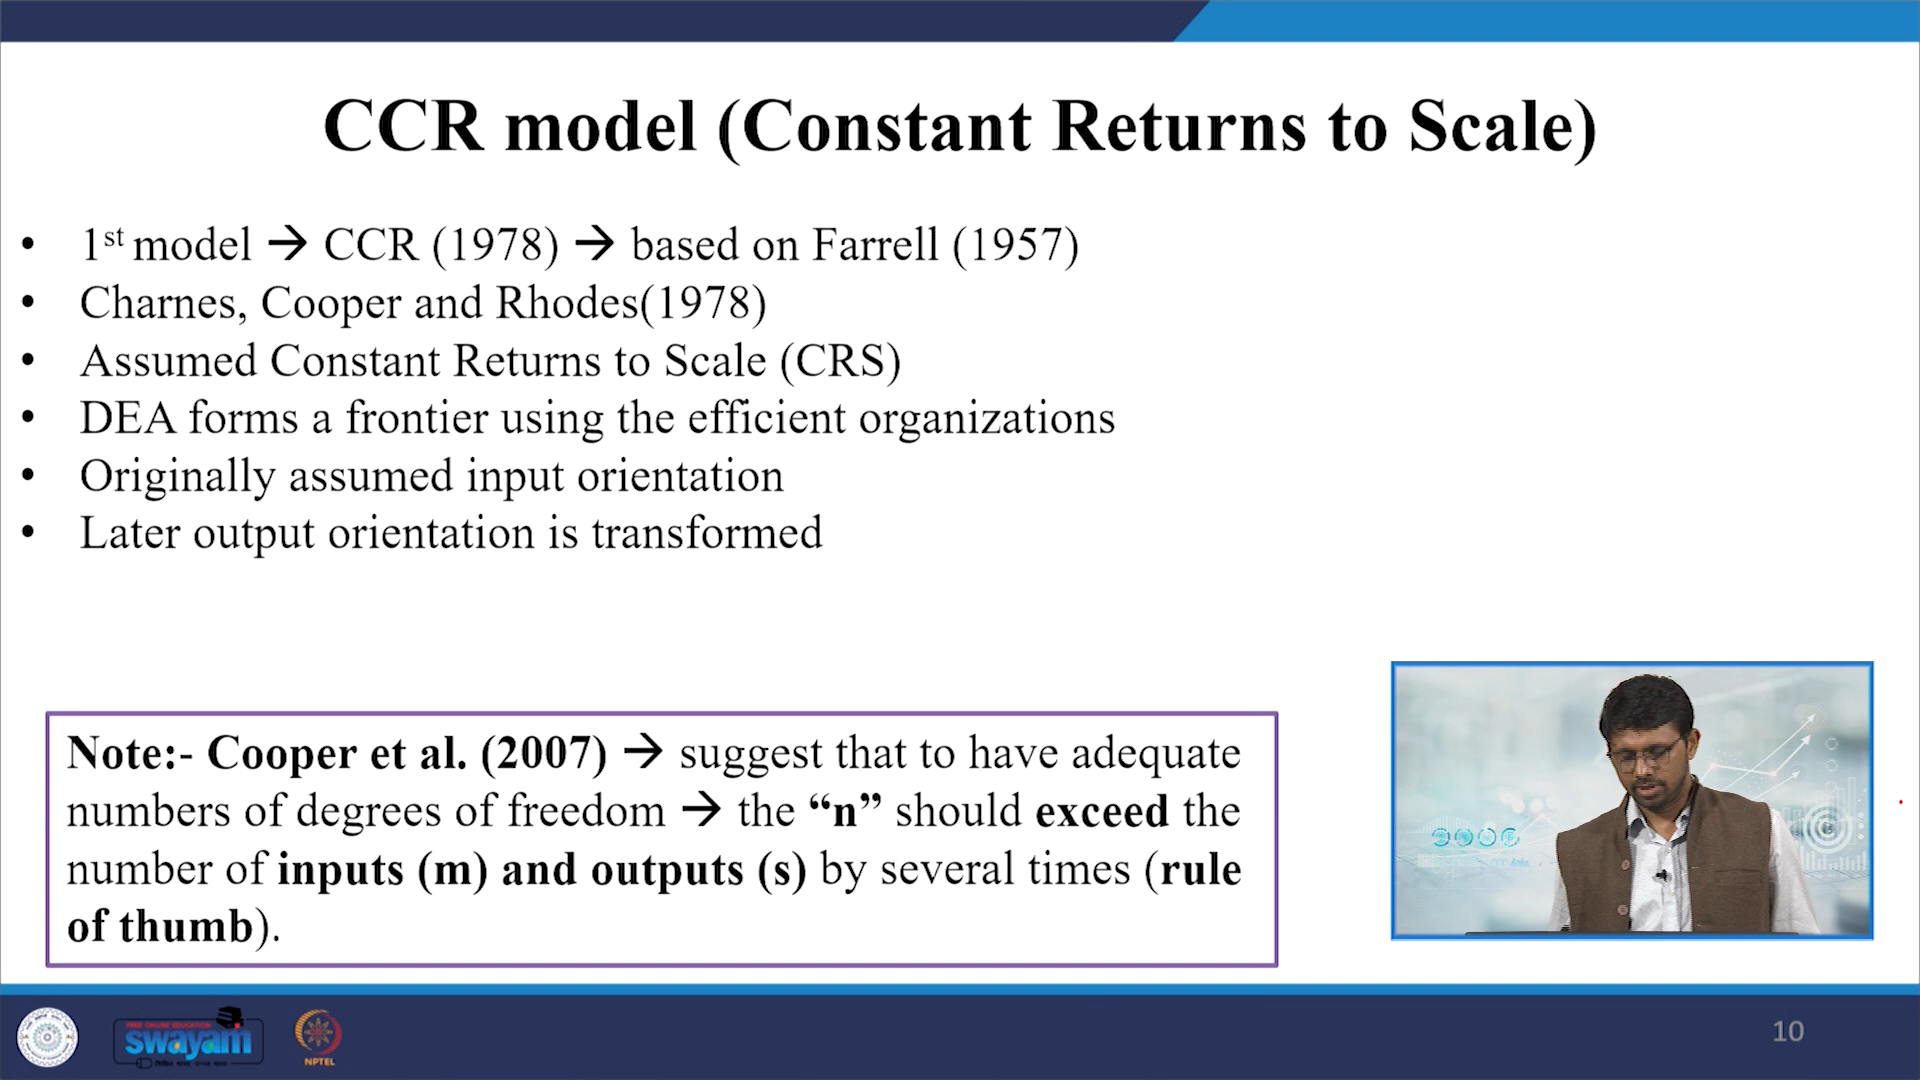 CCR model (Constant Returns to Scale)
• 1st model → CCR (1978) → based on Farrell (1957)
• Charnes, Cooper and Rhodes(1978)
• Assumed Constant Returns to Scale (CRS)
• DEA forms a frontier using the efficient organizations
• Originally assumed input orientation
• Later output orientation is transformed
Note:- Cooper et al. (2007) → suggest that to have adequate
numbers of degrees of freedom → the “n” should exceed the
number of inputs (m) and outputs (s) by several times (rule
of thumb).
FREE ONLINE EDUCATION
swayam
NPTEL
10